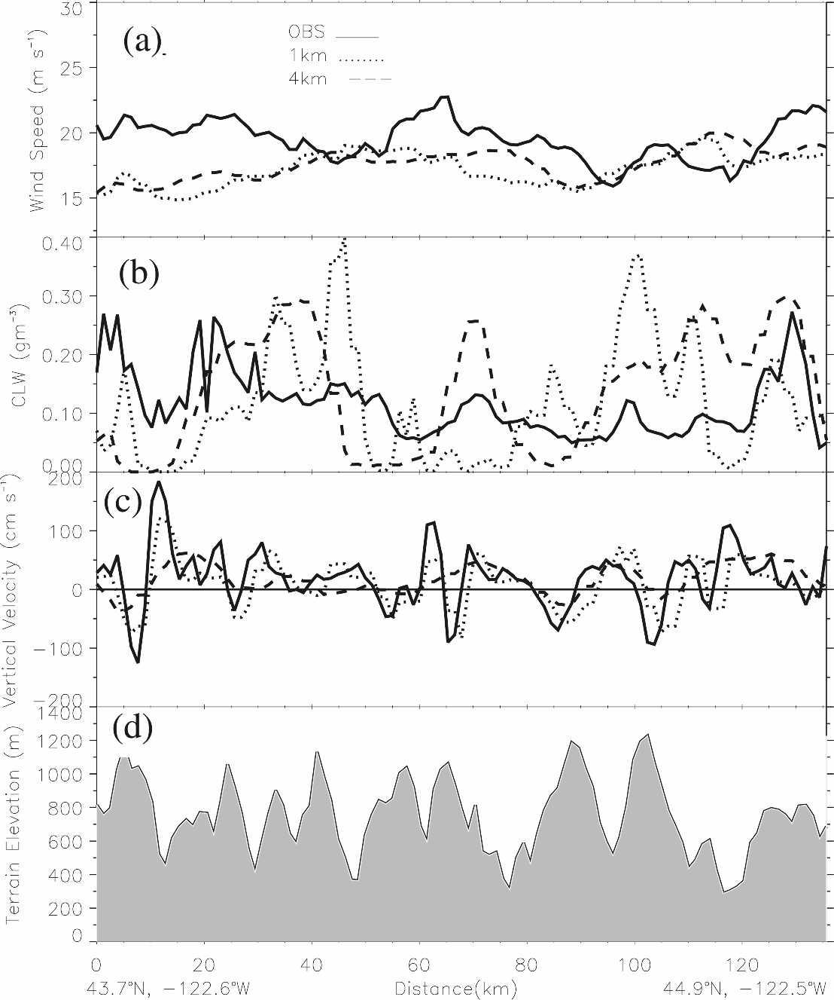 30
(a)
OBS
1km
4km
25
20
15
Wind Speed (m s⁻¹)
0.40
(b)
0.30
0.20
0.10
0.00
CLW (gm⁻³)
200
(c)
100
0
−100
−200
Vertical Velocity (cm s⁻¹)
1400
(d)
1200
1000
800
600
400
200
0
Terrain Elevation (m)
0 20 40 60 80 100 120
43.7°N, −122.6°W Distance(km) 44.9°N, −122.5°W